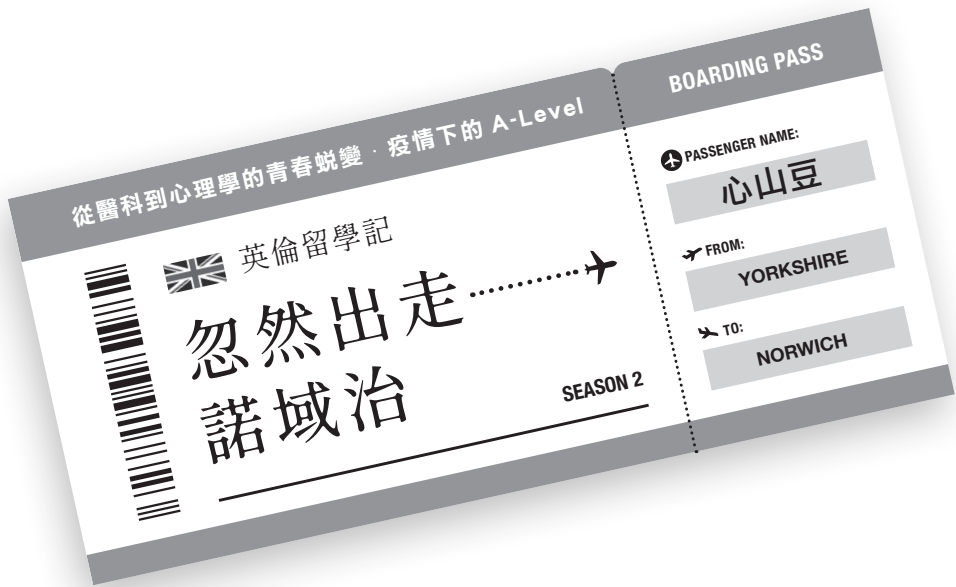 從醫科到心理學的青春蛻變 · 疫情下的 A-Level
英倫留學記
忽然出走
諾域治
SEASON 2
BOARDING PASS
PASSENGER NAME:
心山豆
FROM:
YORKSHIRE
TO:
NORWICH